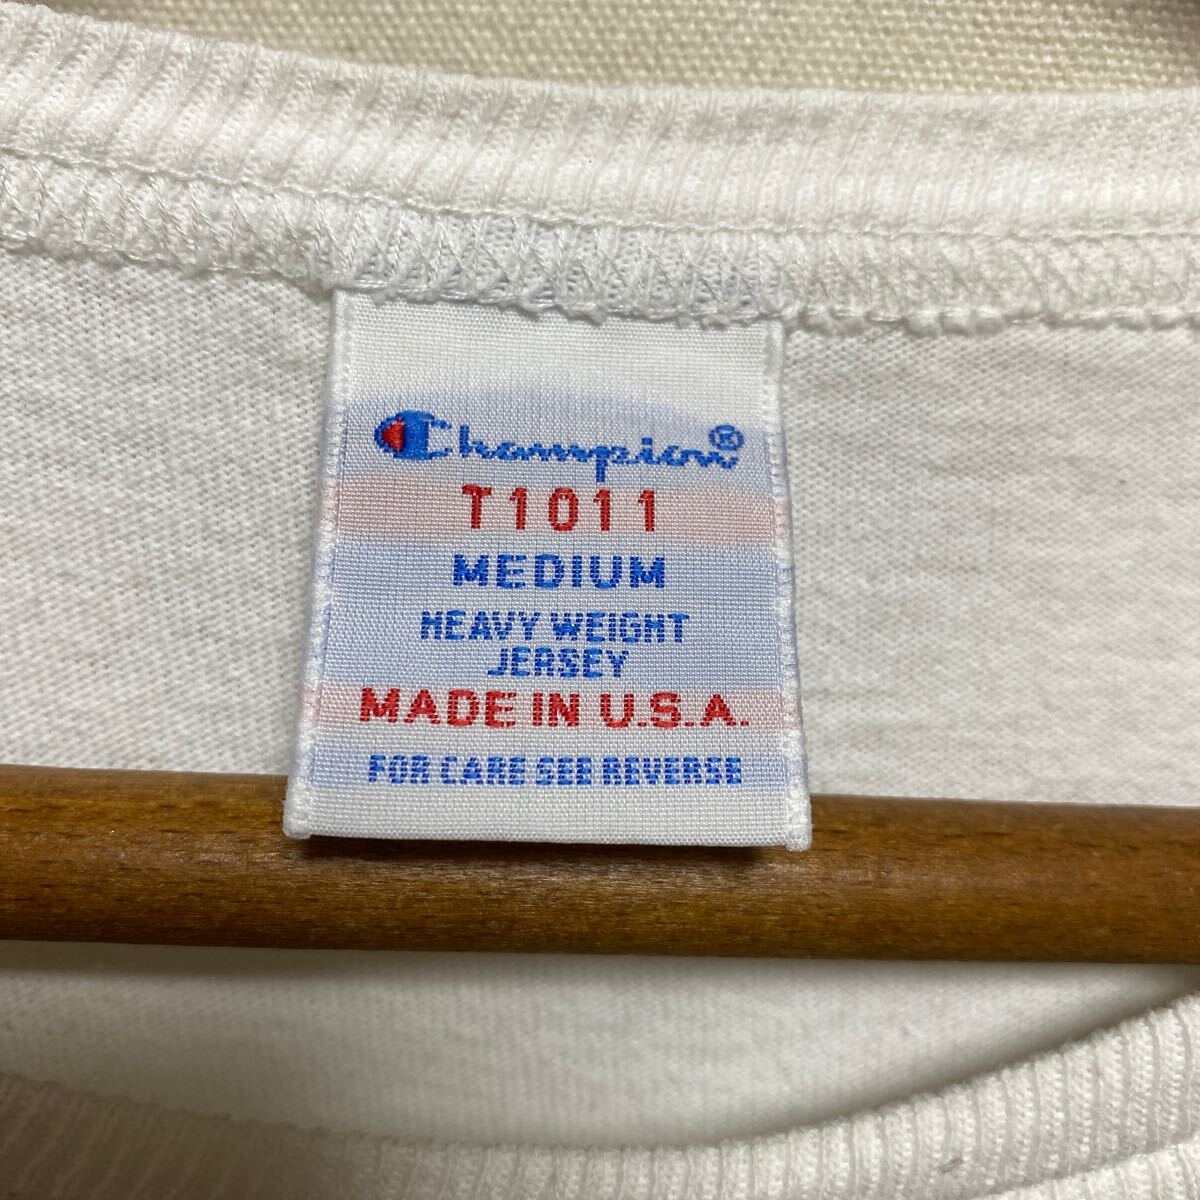 Champion®
T1011
MEDIUM
HEAVY WEIGHT
JERSEY
MADE IN U.S.A.
FOR CARE SEE REVERSE